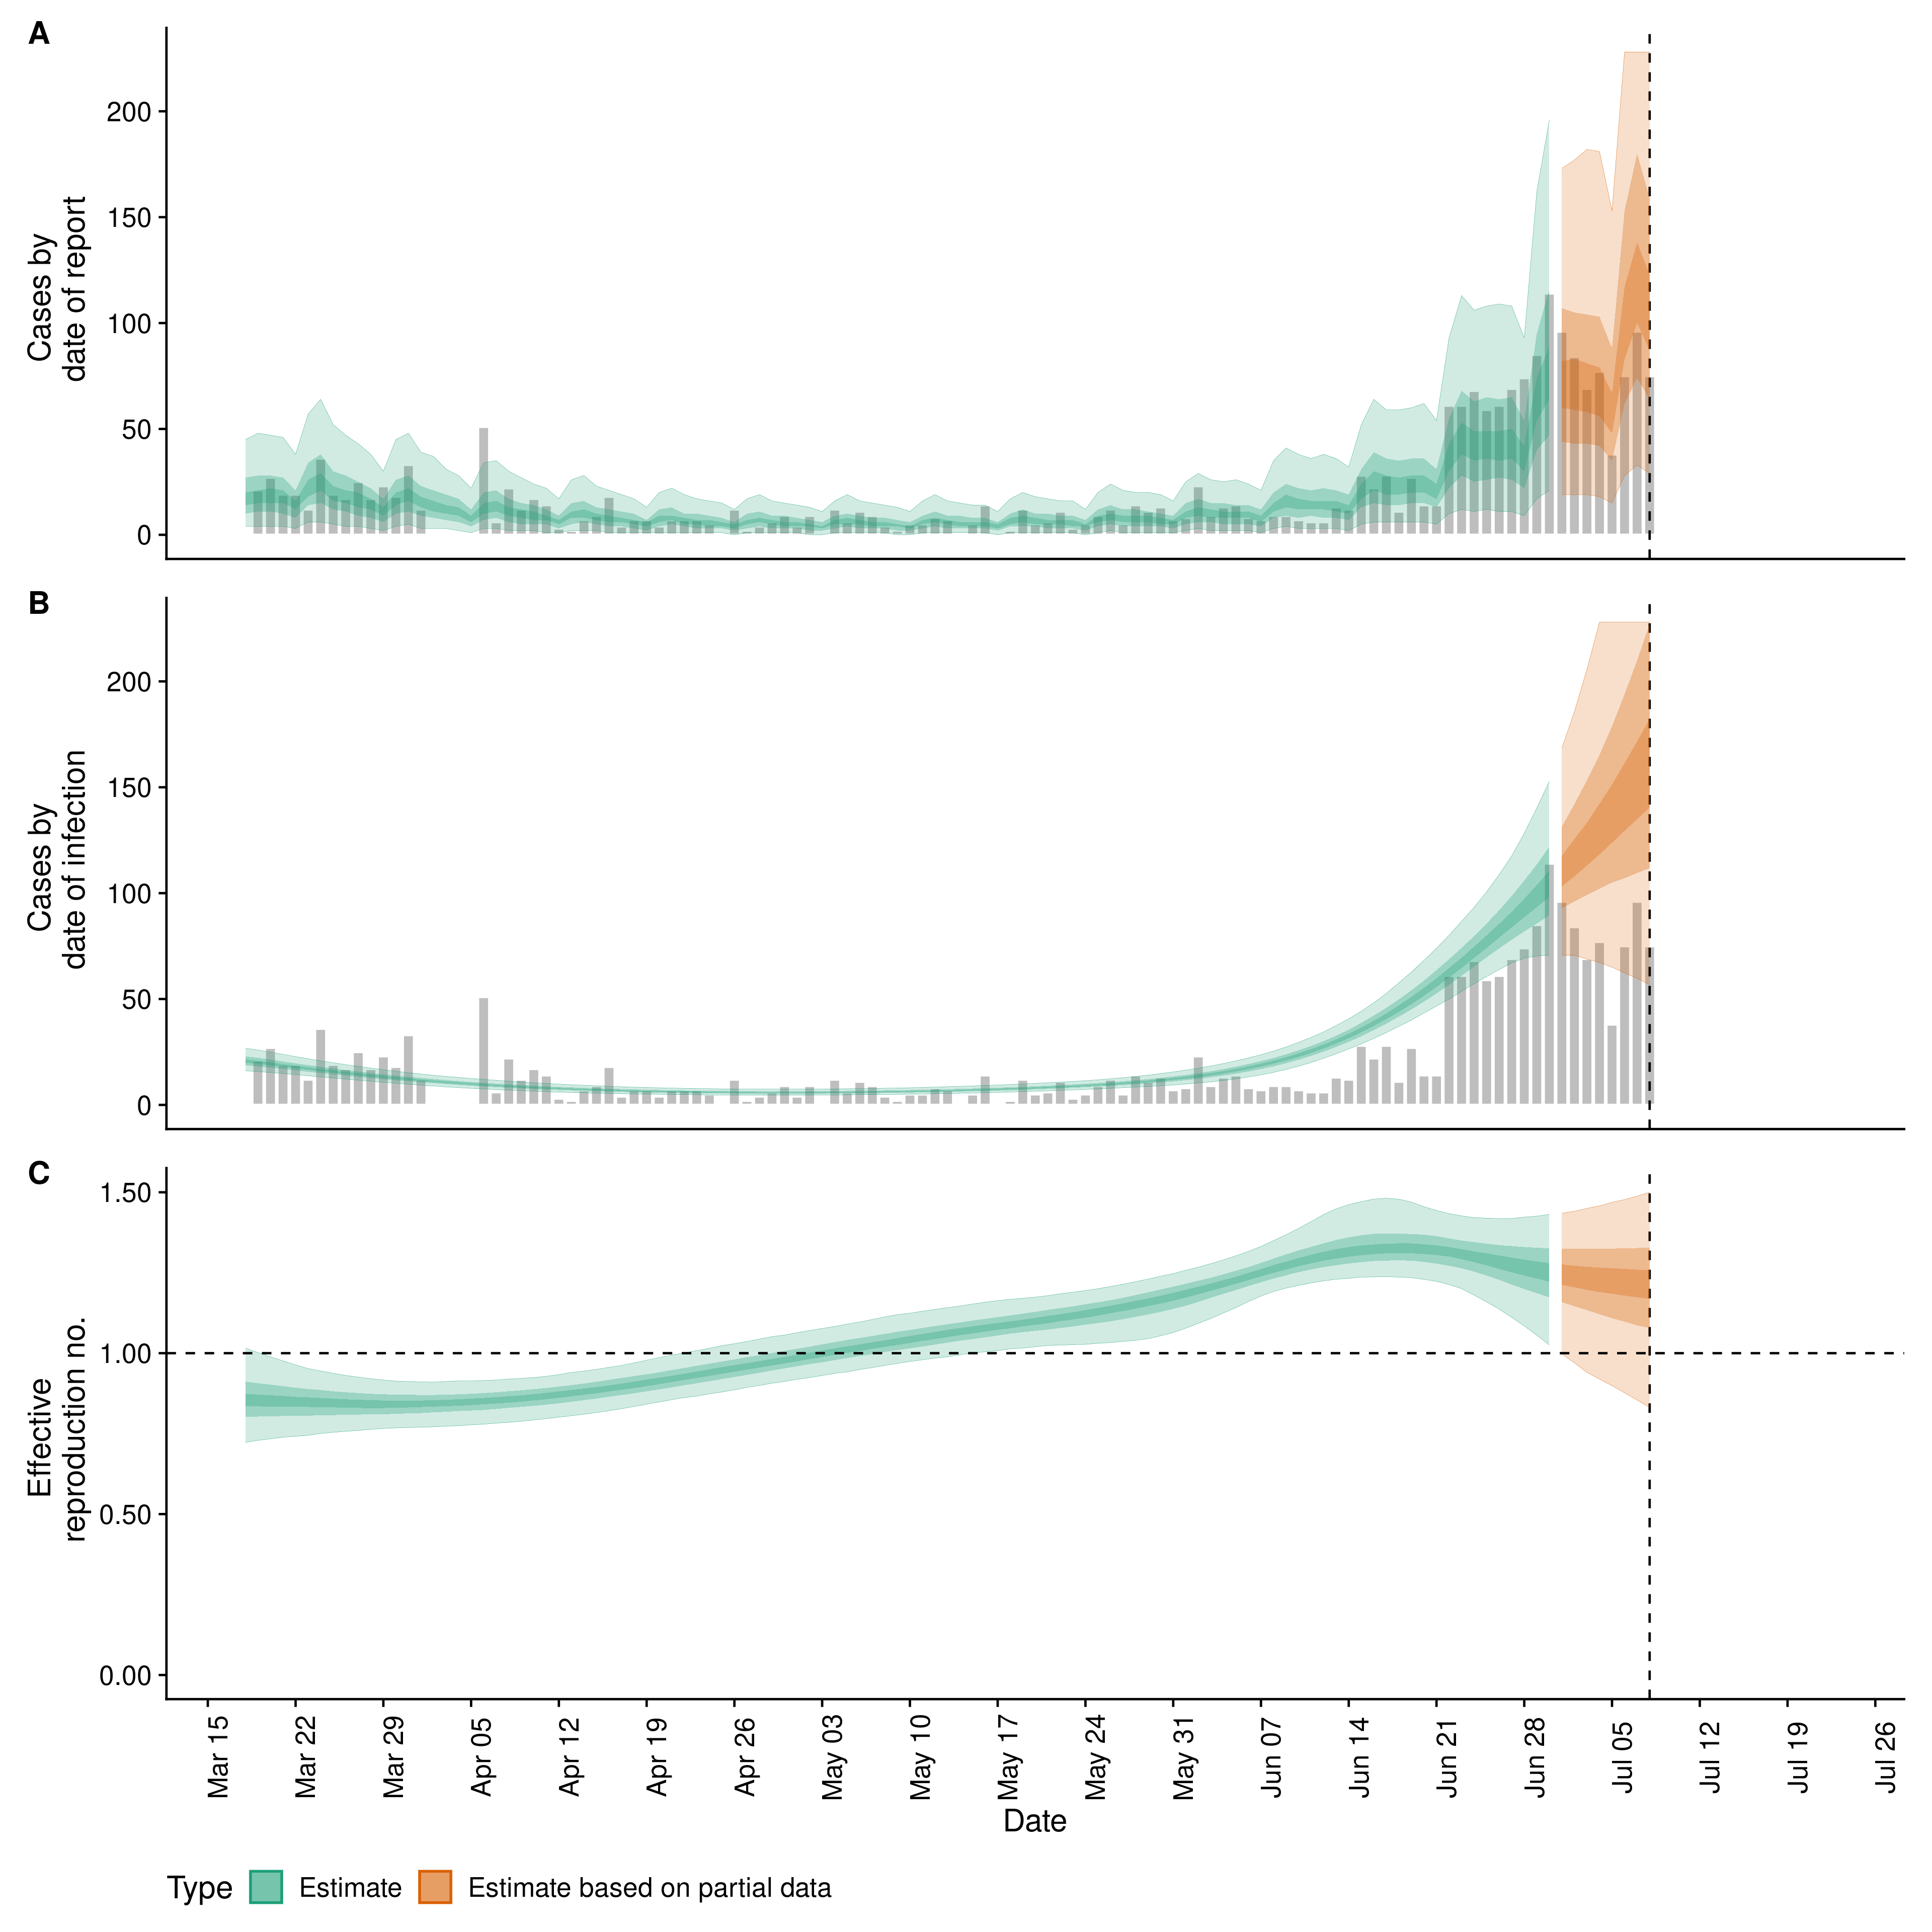 A
Cases by
date of report
200
150
100
50
0
B
Cases by
date of infection
200
150
100
50
0
C
Effective
reproduction no.
1.50
1.00
0.50
0.00
Mar 15
Mar 22
Mar 29
Apr 05
Apr 12
Apr 19
Apr 26
May 03
May 10
May 17
May 24
May 31
Jun 07
Jun 14
Jun 21
Jun 28
Jul 05
Jul 12
Jul 19
Jul 26
Date
Type Estimate Estimate based on partial data